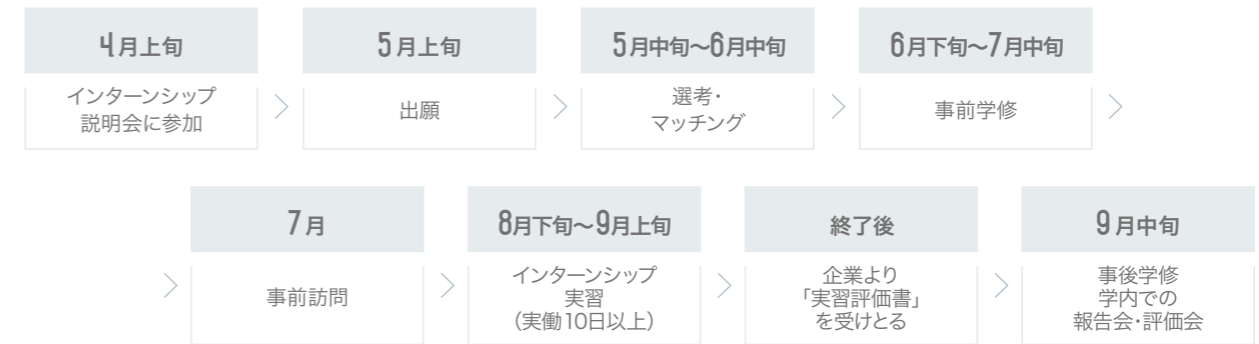 4月上旬
インターンシップ
説明会に参加
5月上旬
出願
5月中旬~6月中旬
選考・
マッチング
6月下旬~7月中旬
事前学修
7月
事前訪問
8月下旬~9月上旬
インターンシップ
実習
(実働10日以上)
終了後
企業より
「実習評価書」
を受けとる
9月中旬
事後学修
学内での
報告会・評価会